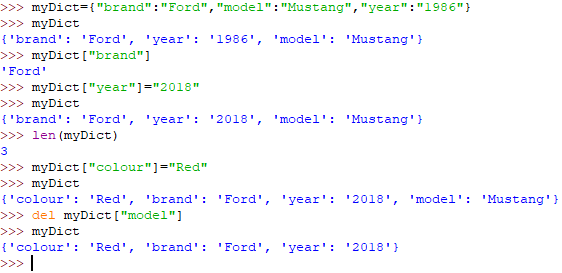 >>> myDict={"brand":"Ford","model":"Mustang","year":"1986"}
>>> myDict
{'brand': 'Ford', 'year': '1986', 'model': 'Mustang'}
>>> myDict["brand"]
'Ford'
>>> myDict["year"]="2018"
>>> myDict
{'brand': 'Ford', 'year': '2018', 'model': 'Mustang'}
>>> len(myDict)
3
>>> myDict["colour"]="Red"
>>> myDict
{'colour': 'Red', 'brand': 'Ford', 'year': '2018', 'model': 'Mustang'}
>>> del myDict["model"]
>>> myDict
{'colour': 'Red', 'brand': 'Ford', 'year': '2018'}
>>>